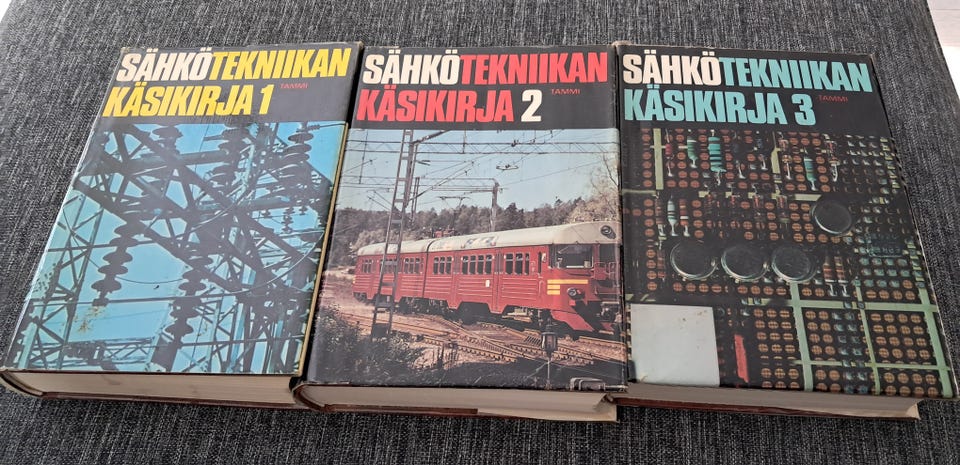 SÄHKÖTEKNIIKAN
TAMMI
KÄSIKIRJA 1
SÄHKÖTEKNIIKAN
KÄSIKIRJA 2
TAMMI
SÄHKÖTEKNIIKAN
KÄSIKIRJA 3
TAMMI